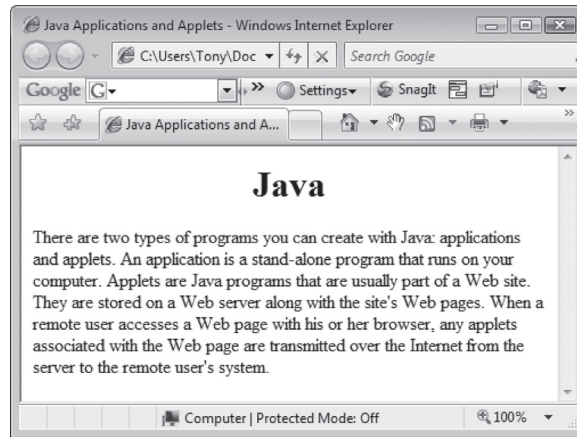 Java Applications and Applets - Windows Internet Explorer
C:\Users\Tony\Doc Search Google
Google G Settings SnagIt
Java Applications and A...
Java
There are two types of programs you can create with Java: applications
and applets. An application is a stand-alone program that runs on your
computer. Applets are Java programs that are usually part of a Web site.
They are stored on a Web server along with the site's Web pages. When a
remote user accesses a Web page with his or her browser, any applets
associated with the Web page are transmitted over the Internet from the
server to the remote user's system.
Computer | Protected Mode: Off 100%